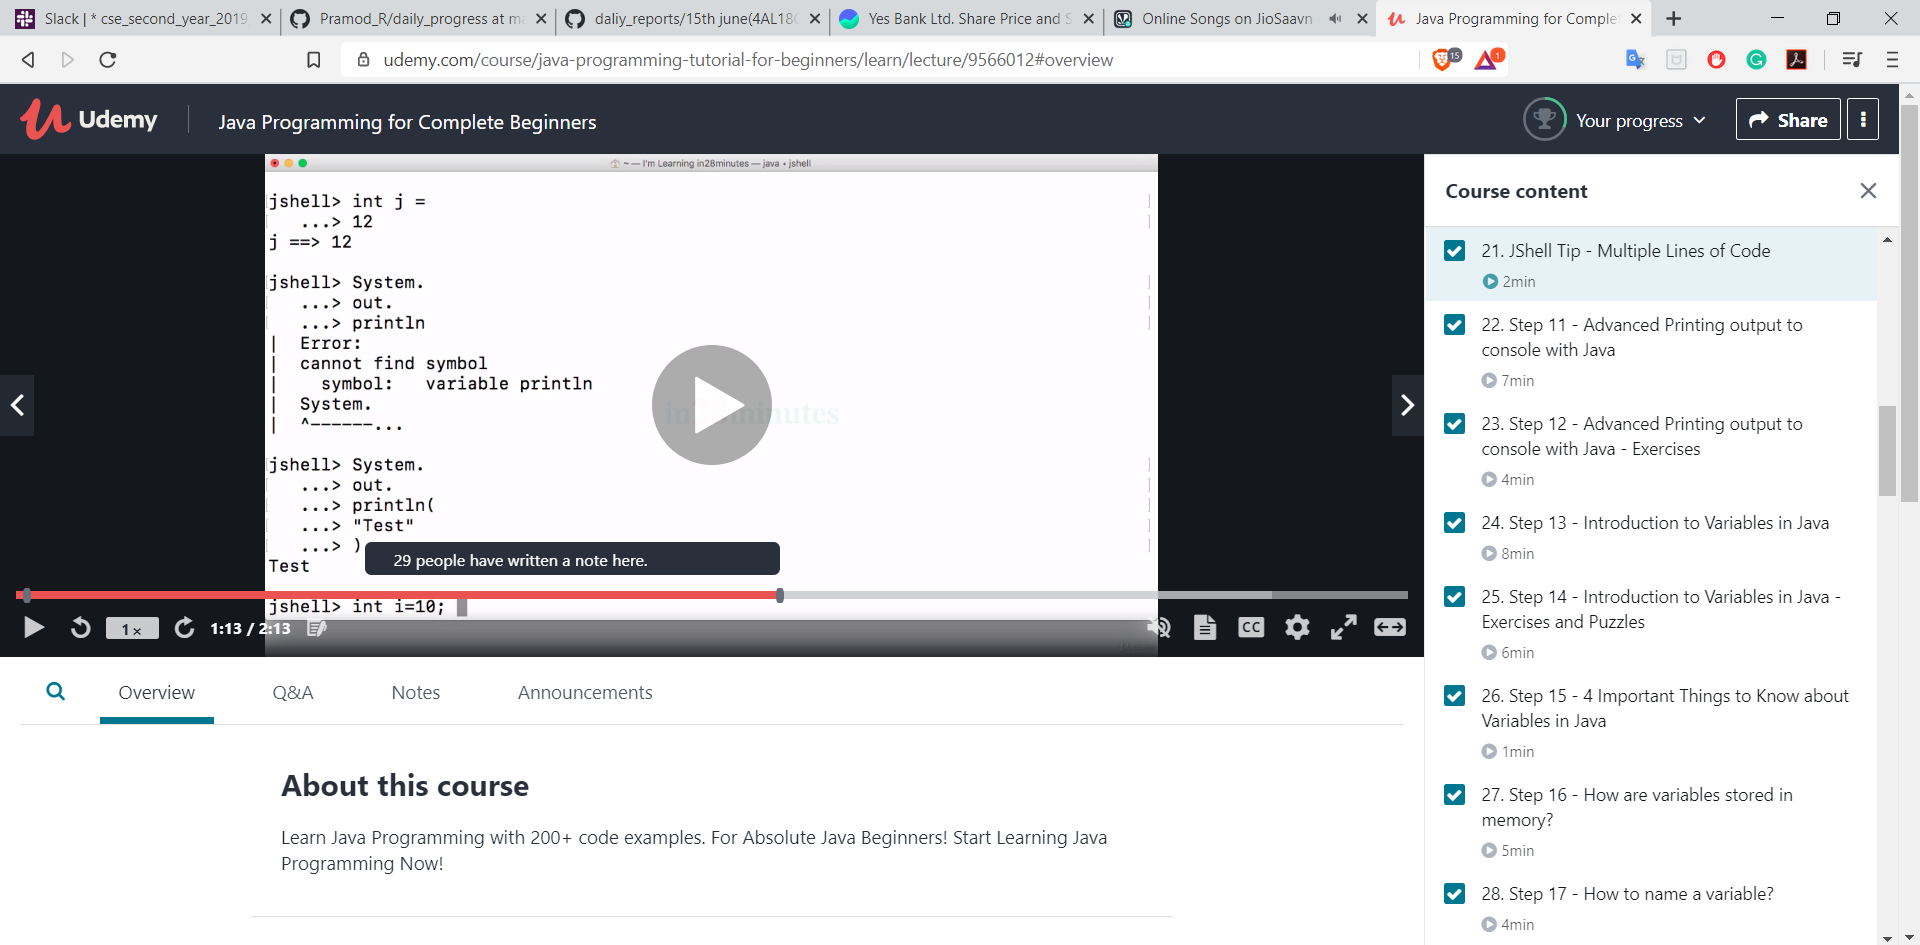 Slack | * cse_second_year_2019
Pramod_R/daily_progress at ma
daliy_reports/15th june(4AL18C
Yes Bank Ltd. Share Price and S
Online Songs on JioSaavn
Java Programming for Complet
udemy.com/course/java-programming-tutorial-for-beginners/learn/lecture/9566012#overview
15
1
Udemy
Java Programming for Complete Beginners
Your progress
Share
~ — I'm Learning in28minutes — java • jshell
jshell> int j =
...> 12
j ==> 12
jshell> System.
...> out.
...> println
| Error:
| cannot find symbol
| symbol: variable println
| System.
| ^------...
in28minutes
jshell> System.
...> out.
...> println(
...> "Test"
...> )
29 people have written a note here.
Test
jshell> int i=10;
1x
1:13 / 2:13
CC
Overview
Q&A
Notes
Announcements
About this course
Learn Java Programming with 200+ code examples. For Absolute Java Beginners! Start Learning Java
Programming Now!
Course content
21. JShell Tip - Multiple Lines of Code
2min
22. Step 11 - Advanced Printing output to
console with Java
7min
23. Step 12 - Advanced Printing output to
console with Java - Exercises
4min
24. Step 13 - Introduction to Variables in Java
8min
25. Step 14 - Introduction to Variables in Java -
Exercises and Puzzles
6min
26. Step 15 - 4 Important Things to Know about
Variables in Java
1min
27. Step 16 - How are variables stored in
memory?
5min
28. Step 17 - How to name a variable?
4min